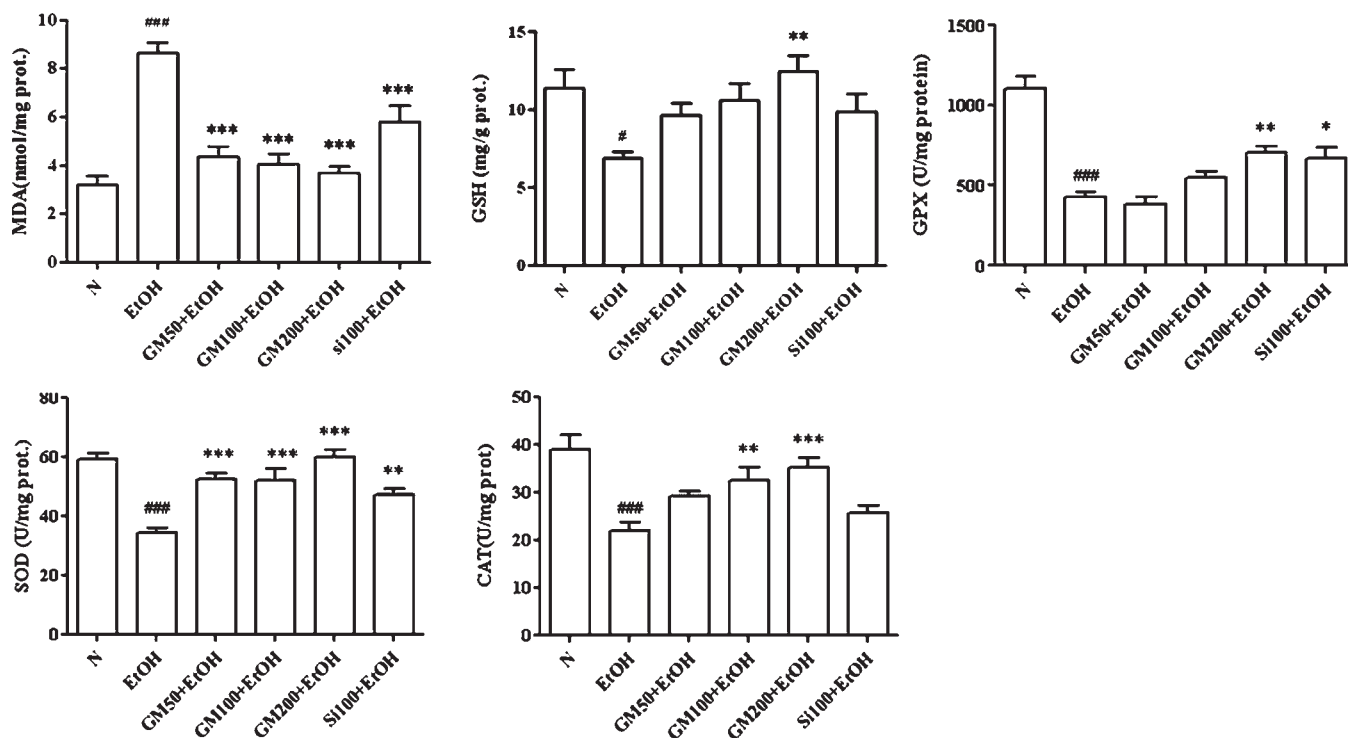 MDA(nmol/mg prot.)
10
8
6
4
2
0
###
***
***
***
***
N
EtOH
GM50+EtOH
GM100+EtOH
GM200+EtOH
si100+EtOH
GSH (mg/g prot.)
15
10
5
0
#
**
N
EtOH
GM50+EtOH
GM100+EtOH
GM200+EtOH
Si100+EtOH
GPX (U/mg protein)
1500
1000
500
0
###
**
*
N
EtOH
GM50+EtOH
GM100+EtOH
GM200+EtOH
Si100+EtOH
SOD (U/mg prot.)
80
60
40
20
0
###
***
***
***
**
N
EtOH
GM50+EtOH
GM100+EtOH
GM200+EtOH
Si100+EtOH
CAT(U/mg prot)
50
40
30
20
10
0
###
**
***
N
EtOH
GM50+EtOH
GM100+EtOH
GM200+EtOH
Si100+EtOH